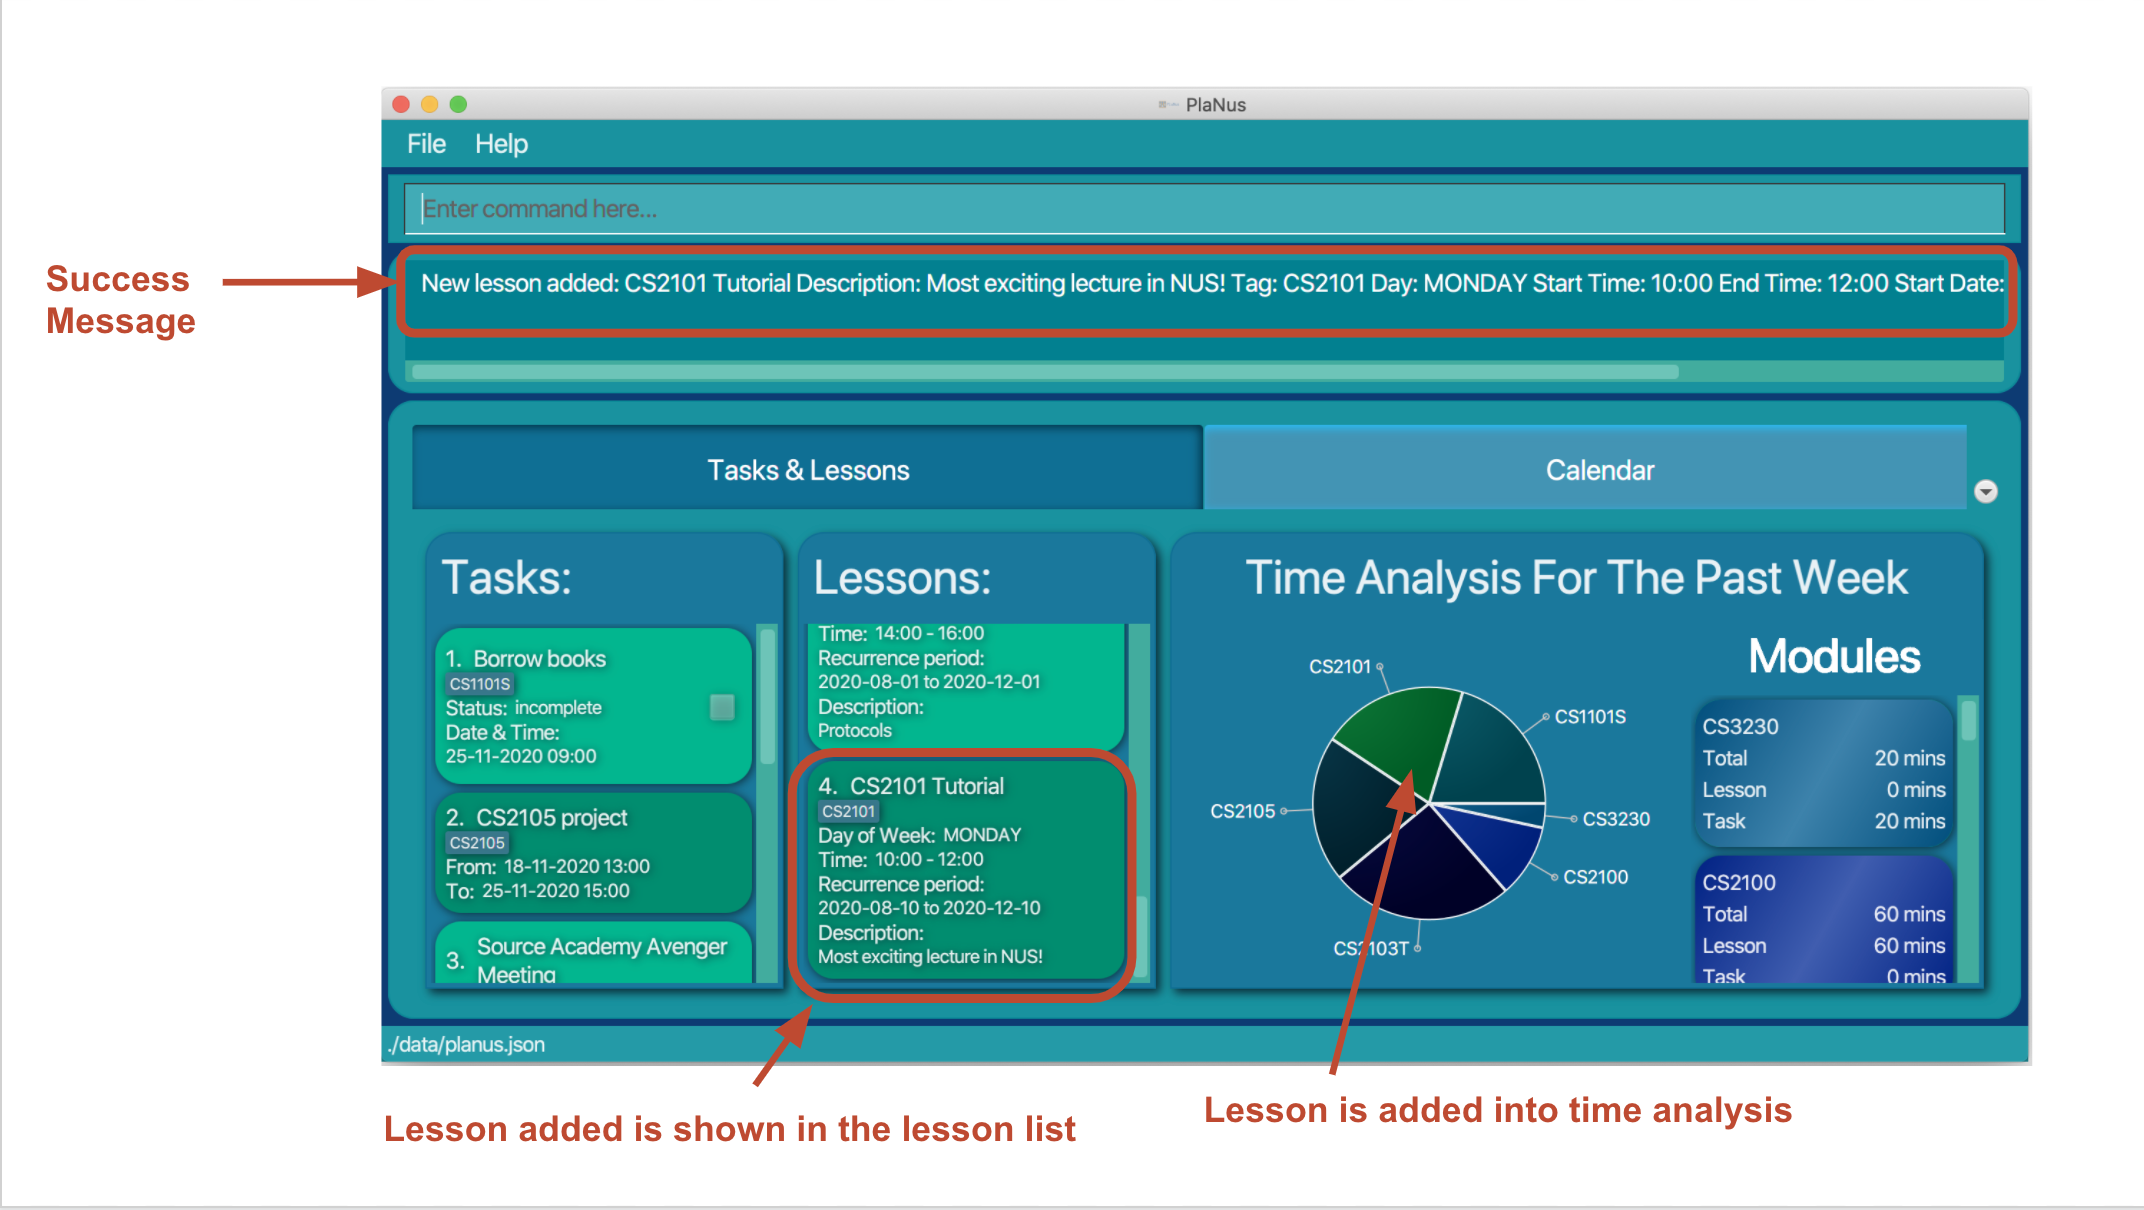 PlaNus
File Help
Enter command here...
Success
Message
New lesson added: CS2101 Tutorial Description: Most exciting lecture in NUS! Tag: CS2101 Day: MONDAY Start Time: 10:00 End Time: 12:00 Start Date:
Tasks & Lessons
Calendar
Tasks:
1. Borrow books
CS1101S
Status: incomplete
Date & Time:
25-11-2020 09:00
2. CS2105 project
CS2105
From: 18-11-2020 13:00
To: 25-11-2020 15:00
3. Source Academy Avenger
Meeting
Lessons:
Time: 14:00 - 16:00
Recurrence period:
2020-08-01 to 2020-12-01
Description:
Protocols
4. CS2101 Tutorial
CS2101
Day of Week: MONDAY
Time: 10:00 - 12:00
Recurrence period:
2020-08-10 to 2020-12-10
Description:
Most exciting lecture in NUS!
Time Analysis For The Past Week
CS2101
CS1101S
CS2105
CS3230
CS2100
CS2103T
Modules
CS3230
Total 20 mins
Lesson 0 mins
Task 20 mins
CS2100
Total 60 mins
Lesson 60 mins
Task 0 mins
./data/planus.json
Lesson added is shown in the lesson list
Lesson is added into time analysis